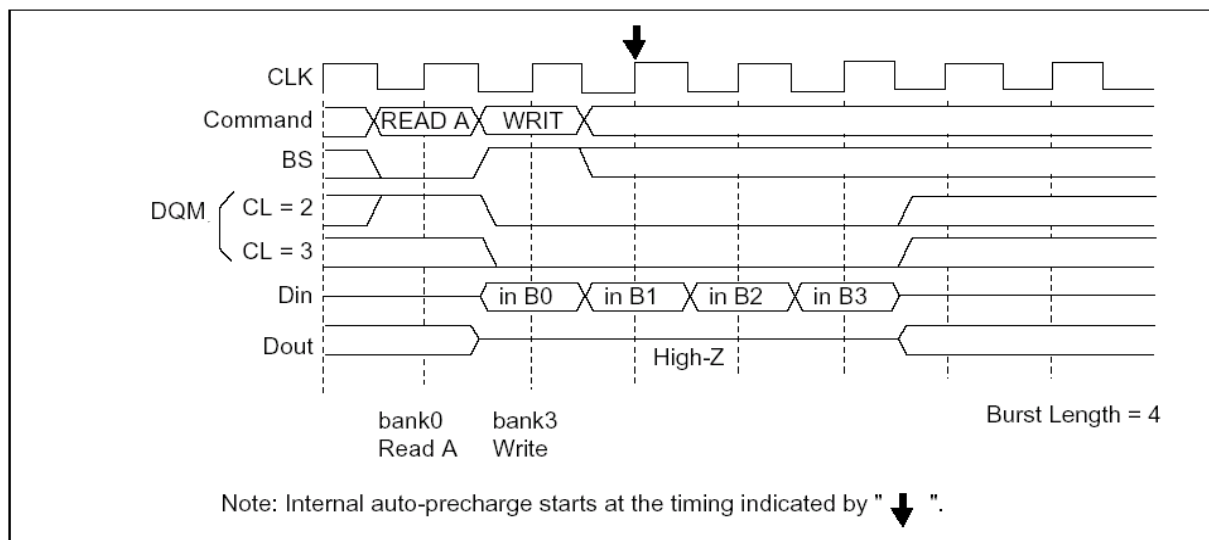 CLK
Command READ A WRIT
BS
DQM CL = 2
CL = 3
Din in B0 in B1 in B2 in B3
Dout High-Z
bank0 bank3 Burst Length = 4
Read A Write
Note: Internal auto-precharge starts at the timing indicated by " ".